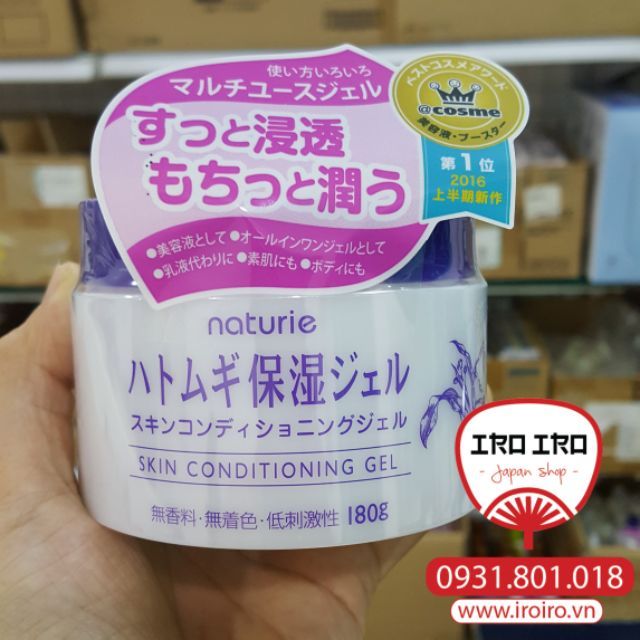 使い方いろいろ
マルチユースジェル
すっと浸透
もちっと潤う
●美容液として ●オールインワンジェルとして
●乳液代わりに ●素肌にも ●ボディにも
ベストコスメアワード
@cosme
美容液・ブースター
第1位
2016
上半期新作
naturie
ハトムギ保湿ジェル
スキンコンディショニングジェル
SKIN CONDITIONING GEL
無香料・無着色・低刺激性 180g
IRO IRO
- Japan shop -
0931.801.018
www.iroiro.vn